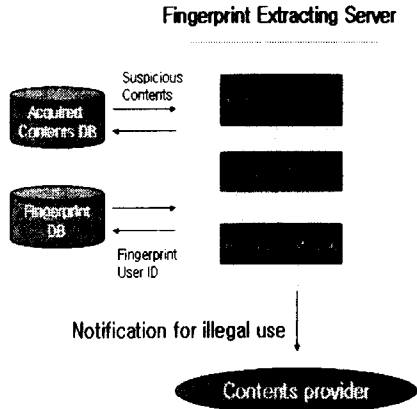 Fingerprint Extracting Server
Suspicious
Contents
Acquired
Contents DB
Fingerprint
DB
Fingerprint
User ID
Notification for illegal use
Contents provider